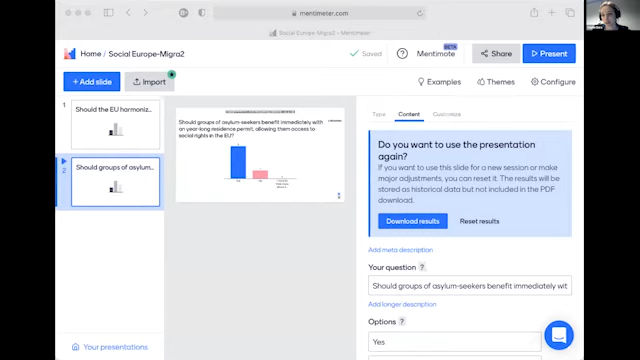 mentimeter.com
Social Europe-Migra2 - Mentimeter
Home / Social Europe-Migra2
Saved
?
Mentimote
BETA
Share
Present
+ Add slide
Import
Examples
Themes
Configure
1
Should the EU harmoniz...
2
Should groups of asylum...
Should groups of asylum-seekers benefit immediately with
an year-long residence permit, allowing them access to
social rights in the EU?
Type
Content
Customize
Do you want to use the presentation
again?
If you want to use this slide for a new session or make
major adjustments, you can reset it. The results will be
stored as historical data but not included in the PDF
download.
Download results
Reset results
Add meta description
Your question ?
Should groups of asylum-seekers benefit immediately wit
Add longer description
Options ?
Yes
Your presentations